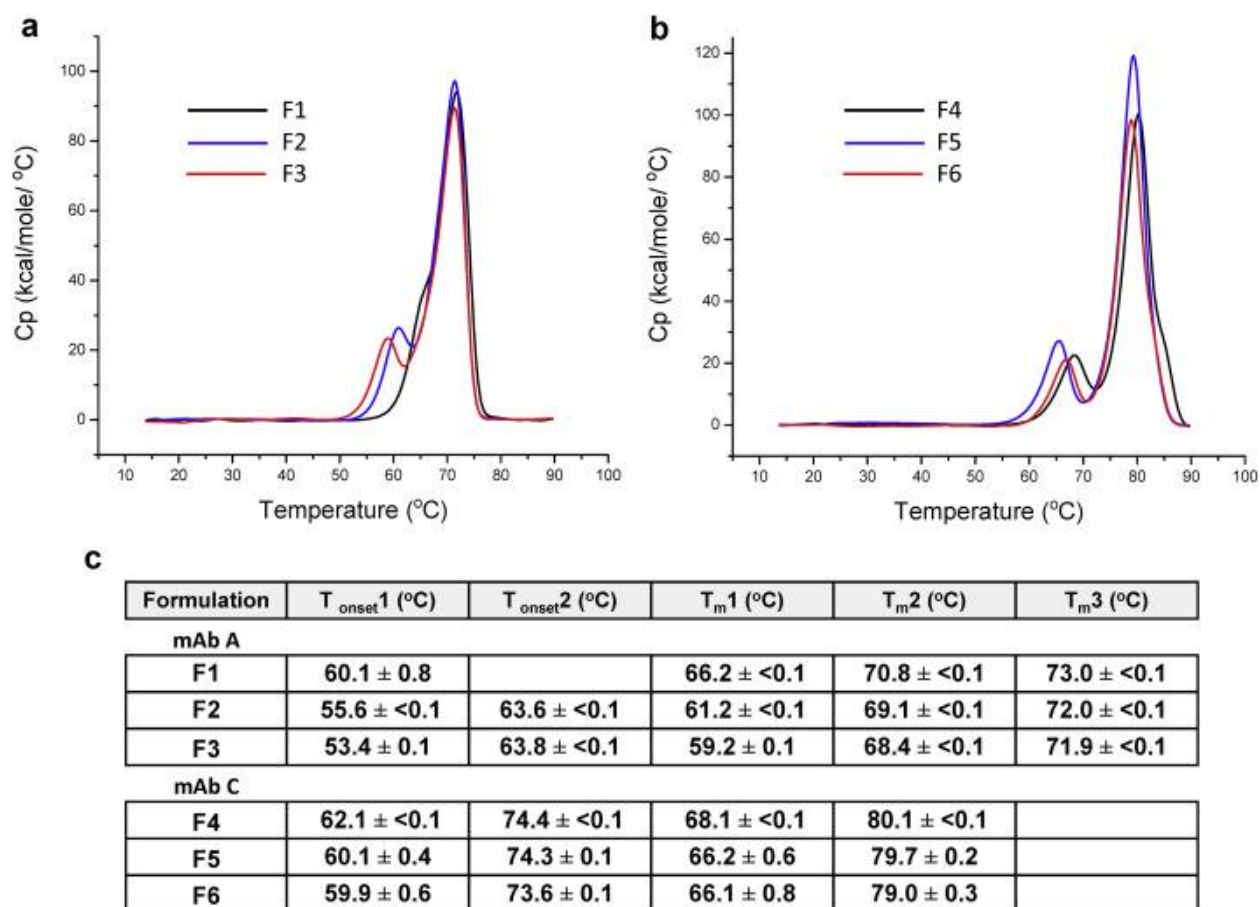 a
b
100
80
60
40
20
0
10 20 30 40 50 60 70 80 90 100
Cp (kcal/mole/ °C)
Temperature (°C)
F1
F2
F3
120
100
80
60
40
20
0
10 20 30 40 50 60 70 80 90 100
Cp (kcal/mole/ °C)
Temperature (°C)
F4
F5
F6
c
Formulation T onset1 (°C) T onset2 (°C) Tm1 (°C) Tm2 (°C) Tm3 (°C)
mAb A
F1 60.1 ± 0.8 66.2 ± <0.1 70.8 ± <0.1 73.0 ± <0.1
F2 55.6 ± <0.1 63.6 ± <0.1 61.2 ± <0.1 69.1 ± <0.1 72.0 ± <0.1
F3 53.4 ± 0.1 63.8 ± <0.1 59.2 ± 0.1 68.4 ± <0.1 71.9 ± <0.1
mAb C
F4 62.1 ± <0.1 74.4 ± <0.1 68.1 ± <0.1 80.1 ± <0.1
F5 60.1 ± 0.4 74.3 ± 0.1 66.2 ± 0.6 79.7 ± 0.2
F6 59.9 ± 0.6 73.6 ± 0.1 66.1 ± 0.8 79.0 ± 0.3